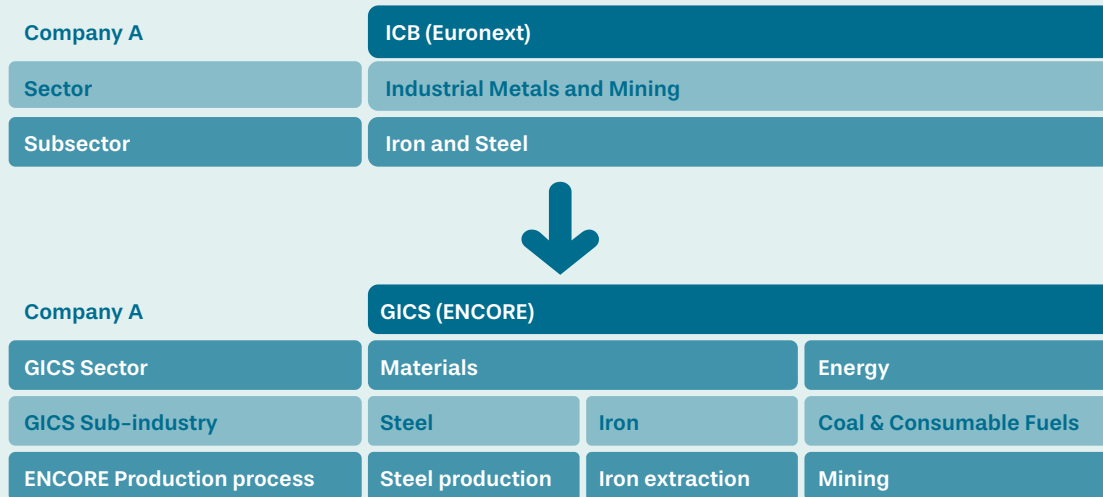 Company A ICB (Euronext)
Sector Industrial Metals and Mining
Subsector Iron and Steel
Company A GICS (ENCORE)
GICS Sector Materials Energy
GICS Sub-industry Steel Iron Coal & Consumable Fuels
ENCORE Production process Steel production Iron extraction Mining